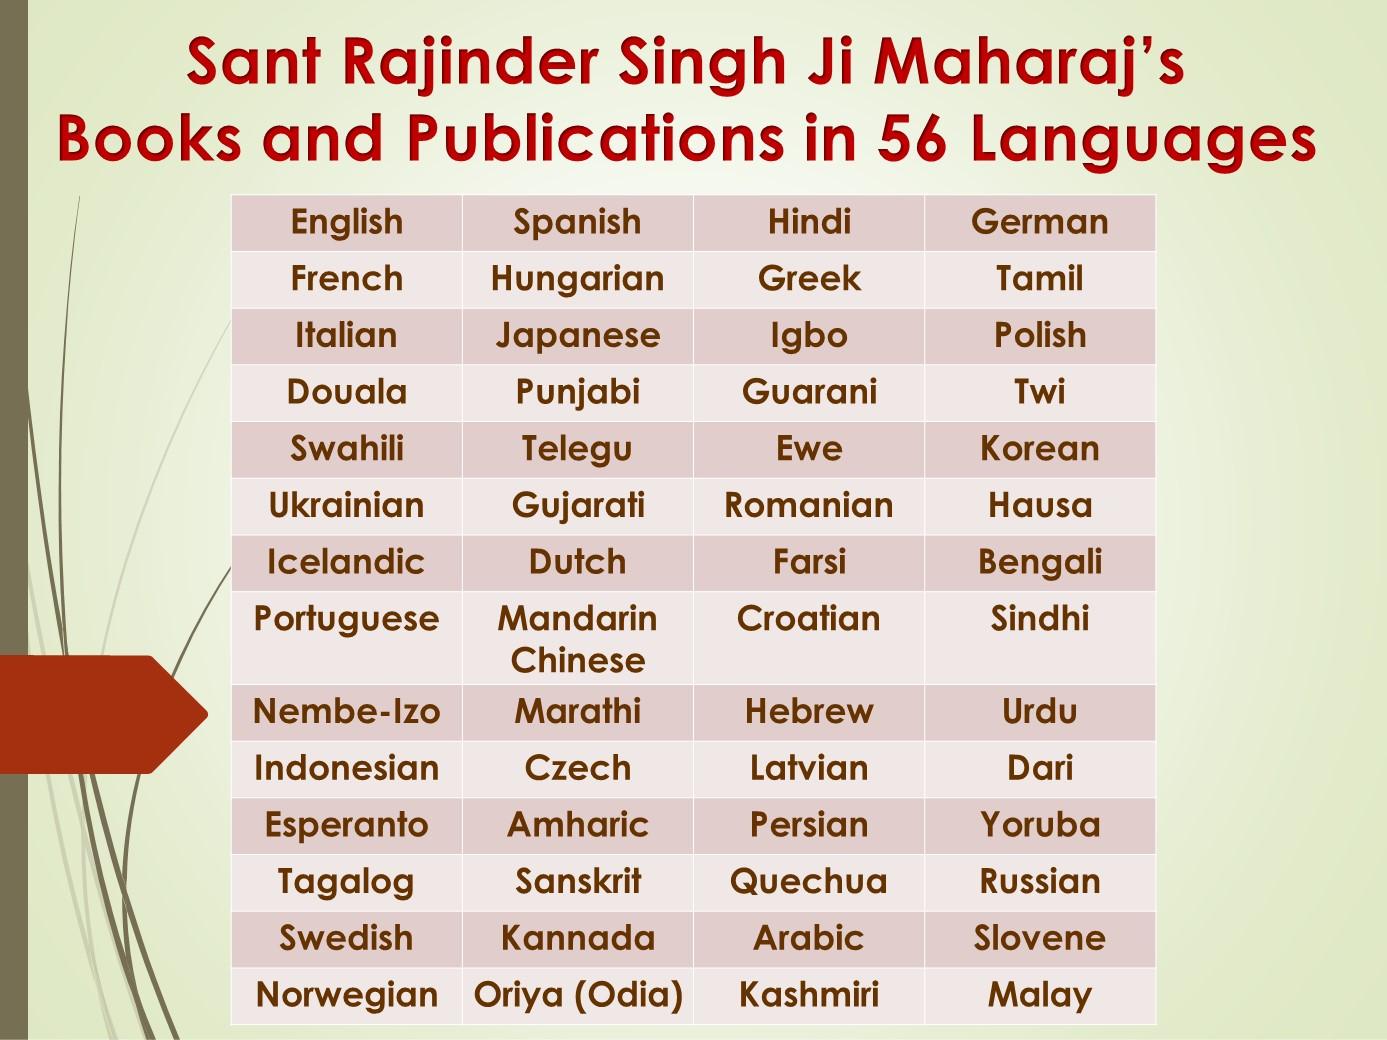 Sant Rajinder Singh Ji Maharaj’s
Books and Publications in 56 Languages
English Spanish Hindi German
French Hungarian Greek Tamil
Italian Japanese Igbo Polish
Douala Punjabi Guarani Twi
Swahili Telegu Ewe Korean
Ukrainian Gujarati Romanian Hausa
Icelandic Dutch Farsi Bengali
Portuguese Mandarin Croatian Sindhi
Chinese
Nembe-Izo Marathi Hebrew Urdu
Indonesian Czech Latvian Dari
Esperanto Amharic Persian Yoruba
Tagalog Sanskrit Quechua Russian
Swedish Kannada Arabic Slovene
Norwegian Oriya (Odia) Kashmiri Malay